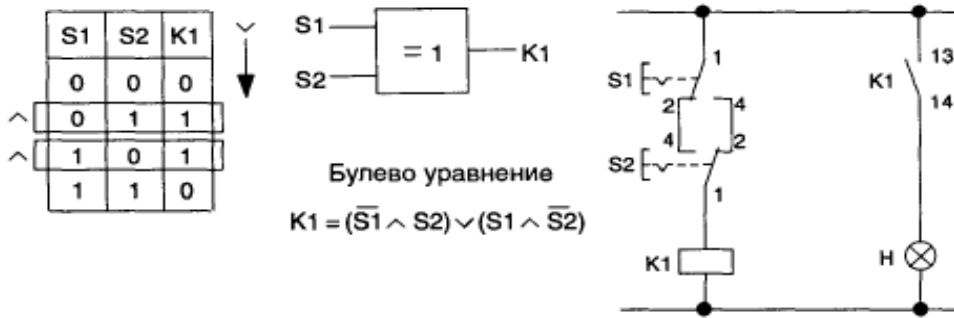 S1 S2 K1
0 0 0
0 1 1
1 0 1
1 1 0
S1
S2
= 1
K1
Булево уравнение
K1 = (S̅1̅ ∧ S2) ∨ (S1 ∧ S̅2̅)
S1
1
2 4
4 2
S2
1
K1
13
K1
14
H